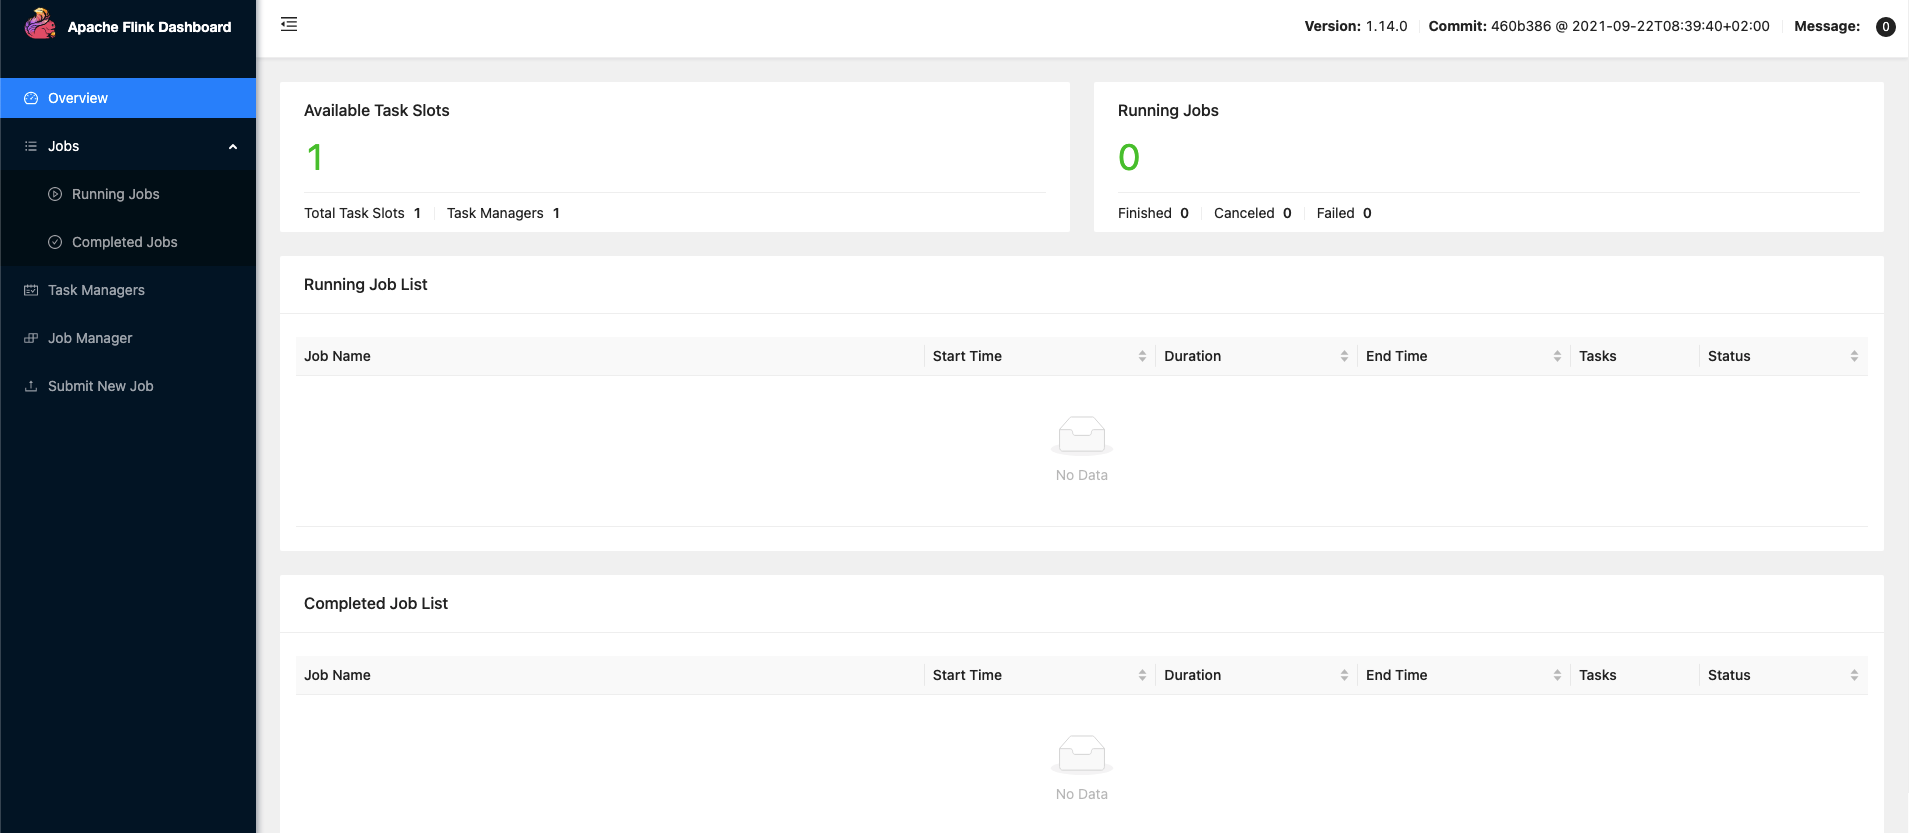 Apache Flink Dashboard
Version: 1.14.0 Commit: 460b386 @ 2021-09-22T08:39:40+02:00 Message: 0
Overview
Jobs
Running Jobs
Completed Jobs
Task Managers
Job Manager
Submit New Job
Available Task Slots
1
Total Task Slots 1 Task Managers 1
Running Jobs
0
Finished 0 Canceled 0 Failed 0
Running Job List
Job Name Start Time Duration End Time Tasks Status
No Data
Completed Job List
Job Name Start Time Duration End Time Tasks Status
No Data